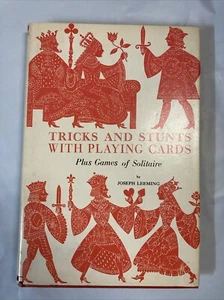 TRICKS AND STUNTS
WITH PLAYING CARDS
Plus Games of Solitaire
by
JOSEPH LEEMING